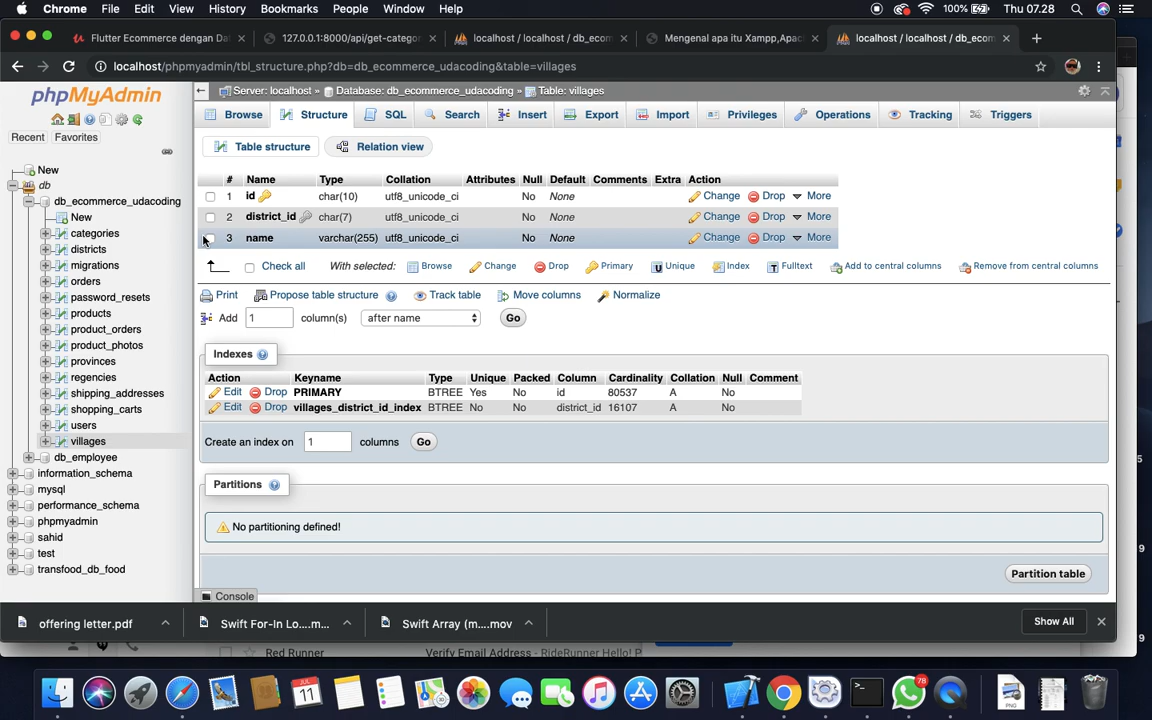 Chrome File Edit View History Bookmarks People Window Help 100% Thu 07.28
Flutter Ecommerce dengan Da 127.0.0.1:8000/api/get-categor localhost / localhost / db_ecom Mengenal apa itu Xampp,Apac localhost / localhost / db_ecom
localhost/phpmyadmin/tbl_structure.php?db=db_ecommerce_udacoding&table=villages
phpMyAdmin
Recent Favorites
New
db
db_ecommerce_udacoding
New
categories
districts
migrations
orders
password_resets
products
product_orders
product_photos
provinces
regencies
shipping_addresses
shopping_carts
users
villages
db_employee
information_schema
mysql
performance_schema
phpmyadmin
sahid
test
transfood_db_food
Server: localhost » Database: db_ecommerce_udacoding » Table: villages
Browse Structure SQL Search Insert Export Import Privileges Operations Tracking Triggers
Table structure Relation view
# Name Type Collation Attributes Null Default Comments Extra Action
1 id char(10) utf8_unicode_ci No None Change Drop More
2 district_id char(7) utf8_unicode_ci No None Change Drop More
3 name varchar(255) utf8_unicode_ci No None Change Drop More
Check all With selected: Browse Change Drop Primary Unique Index Fulltext Add to central columns Remove from central columns
Print Propose table structure Track table Move columns Normalize
Add 1 column(s) after name Go
Indexes
Action Keyname Type Unique Packed Column Cardinality Collation Null Comment
Edit Drop PRIMARY BTREE Yes No id 80537 A No
Edit Drop villages_district_id_index BTREE No No district_id 16107 A No
Create an index on 1 columns Go
Partitions
No partitioning defined!
Partition table
Console
offering letter.pdf Swift For-In Lo....m... Swift Array (m....mov Show All
Red Runner Verify Email Address - RideRunner Hello! P
JUL
11
78
PNG